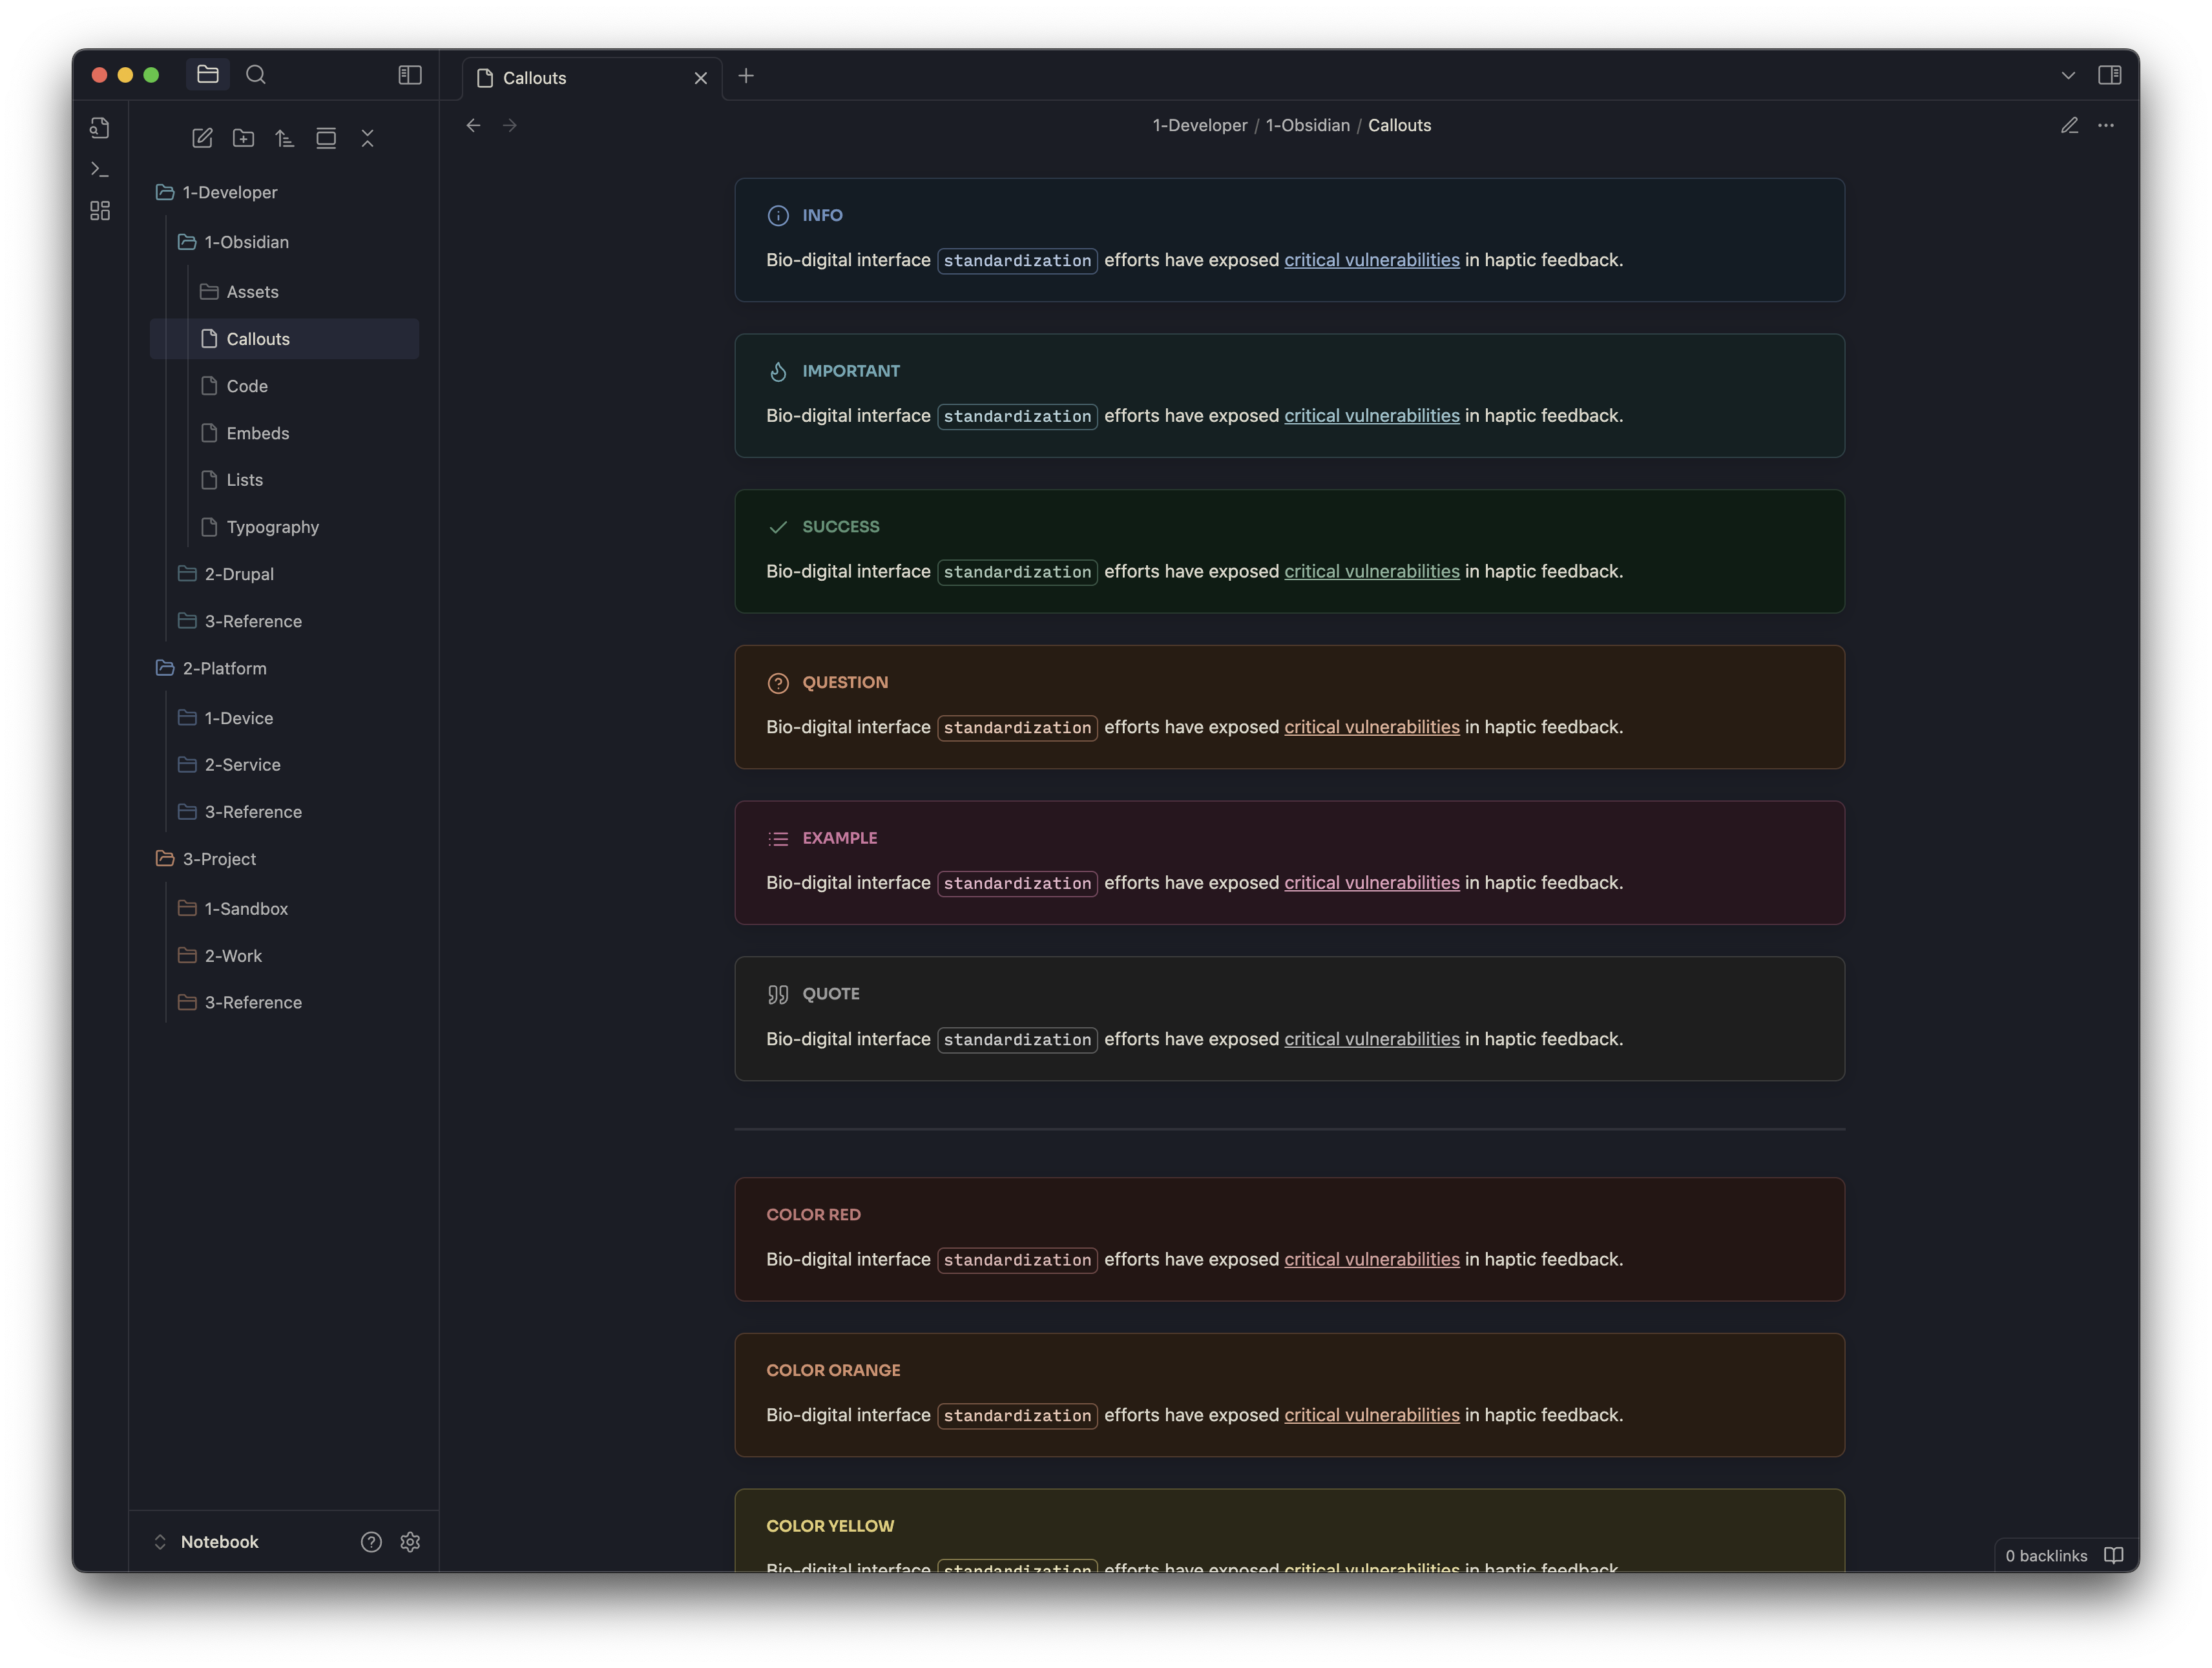 Callouts
1-Developer / 1-Obsidian / Callouts
1-Developer
1-Obsidian
Assets
Callouts
Code
Embeds
Lists
Typography
2-Drupal
3-Reference
2-Platform
1-Device
2-Service
3-Reference
3-Project
1-Sandbox
2-Work
3-Reference
Notebook
INFO
Bio-digital interface standardization efforts have exposed critical vulnerabilities in haptic feedback.
IMPORTANT
Bio-digital interface standardization efforts have exposed critical vulnerabilities in haptic feedback.
SUCCESS
Bio-digital interface standardization efforts have exposed critical vulnerabilities in haptic feedback.
QUESTION
Bio-digital interface standardization efforts have exposed critical vulnerabilities in haptic feedback.
EXAMPLE
Bio-digital interface standardization efforts have exposed critical vulnerabilities in haptic feedback.
QUOTE
Bio-digital interface standardization efforts have exposed critical vulnerabilities in haptic feedback.
COLOR RED
Bio-digital interface standardization efforts have exposed critical vulnerabilities in haptic feedback.
COLOR ORANGE
Bio-digital interface standardization efforts have exposed critical vulnerabilities in haptic feedback.
COLOR YELLOW
Bio-digital interface standardization efforts have exposed critical vulnerabilities in haptic feedback.
0 backlinks